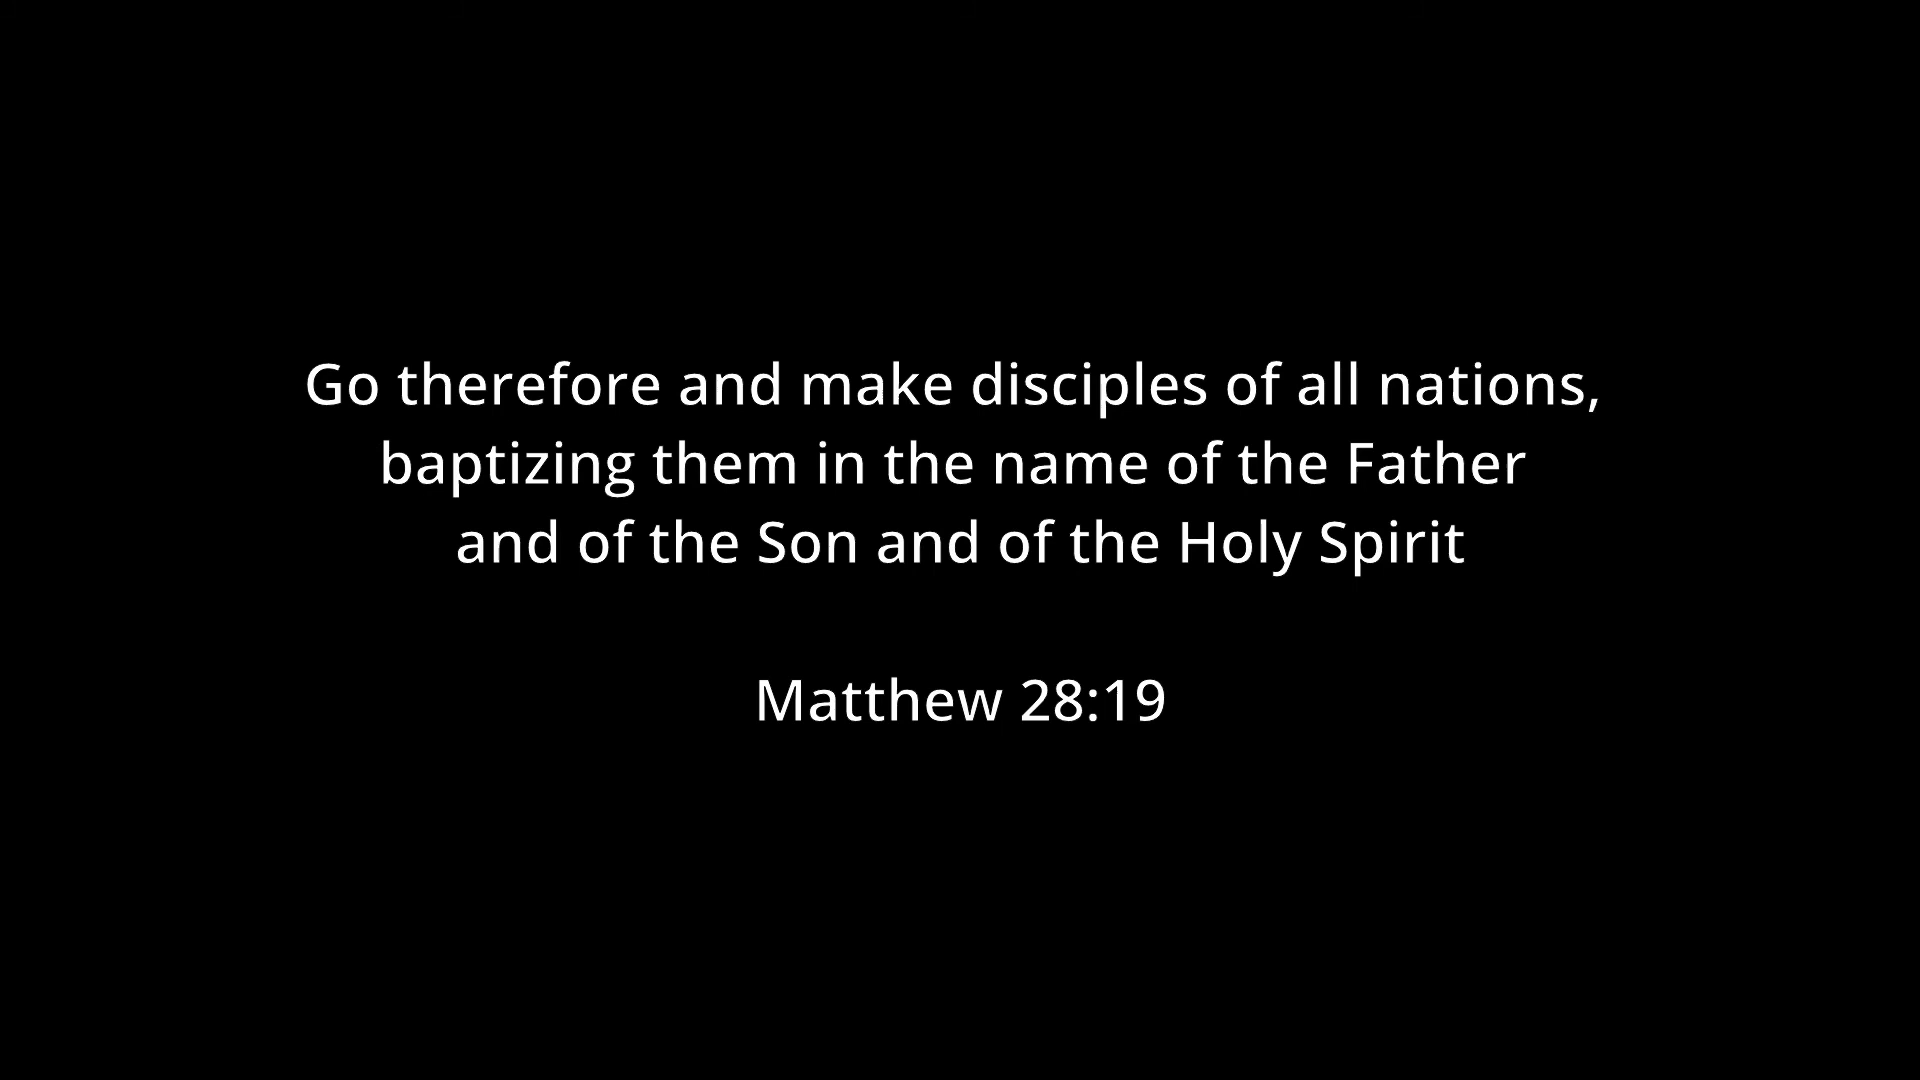 Go therefore and make disciples of all nations,
baptizing them in the name of the Father
and of the Son and of the Holy Spirit
Matthew 28:19